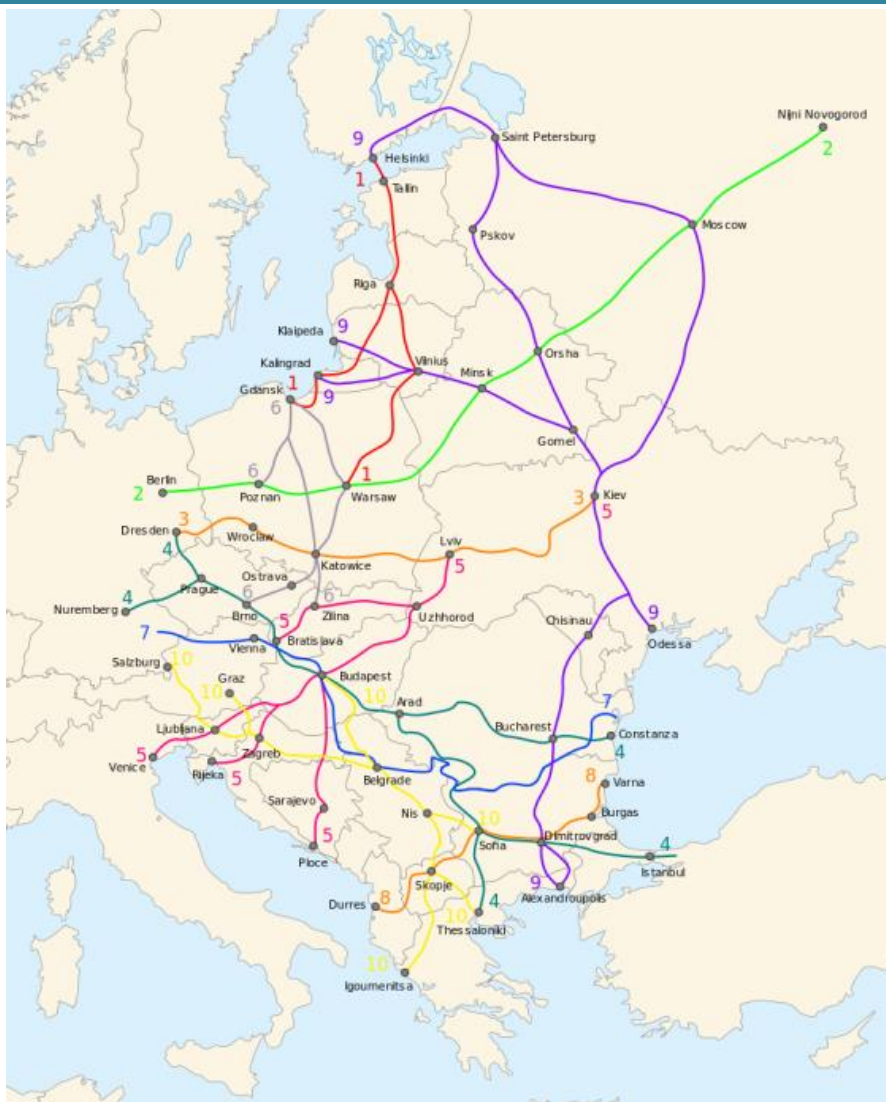 Nijni Novogorod
2
Saint Petersburg
9
Helsinki
1
Tallin
Moscow
Pskov
Riga
Klaipeda
9
Orsha
Kalingrad
Vilnius
Minsk
Gdansk
1
9
6
Gomel
Berlin
2
6
Poznan
1
Warsaw
3
Kiev
5
Dresden
3
4
Wroclaw
Lviv
5
Katowice
Ostrava
Prague
4
Nuremberg
6
Brno
6
Zilina
5
Uzhhorod
Chisinau
9
Odessa
7
Vienna
Bratislava
Salzburg
10
Graz
10
Budapest
10
Arad
7
Bucharest
Constanza
4
Ljubljana
Zagreb
5
Venice
Rijeka
5
Belgrade
8
Varna
Sarajevo
Nis
10
Burgas
5
Ploce
Sofia
Dimitrovgrad
4
Istanbul
Skopje
9
Alexandroupolis
Durres
8
10
4
Thessaloniki
10
Igoumenitsa